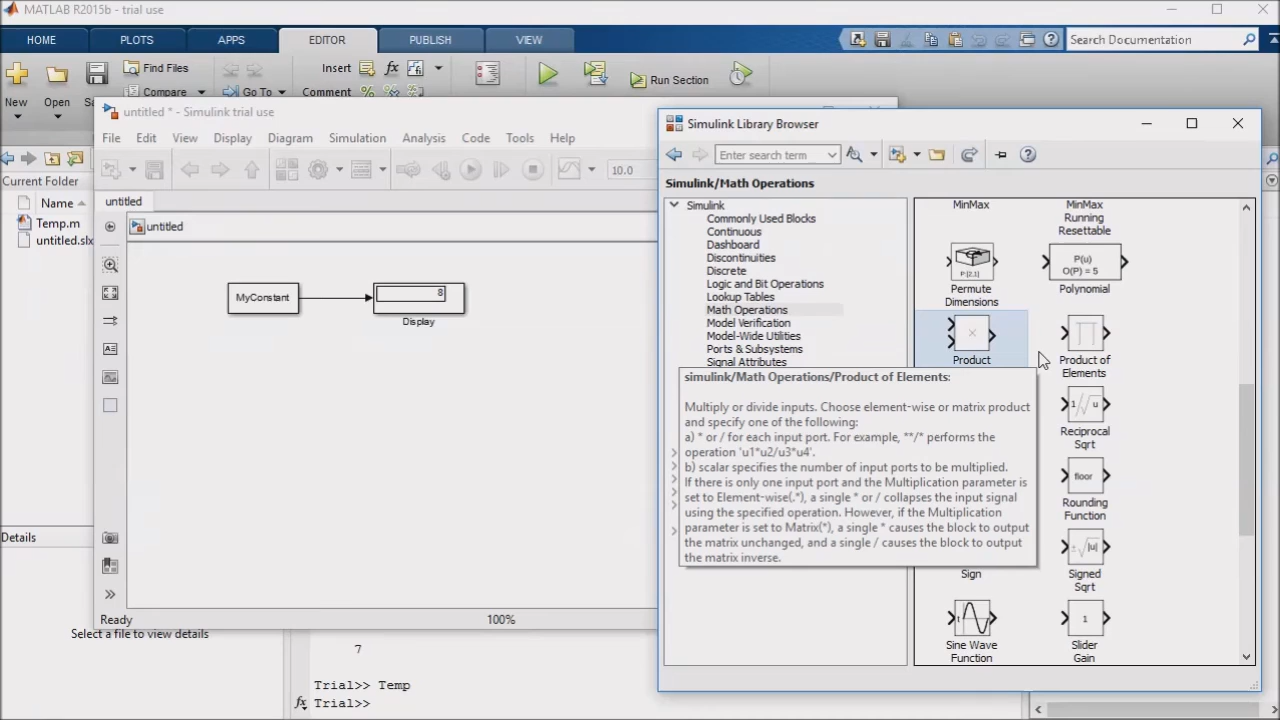 MATLAB R2015b - trial use
HOME PLOTS APPS EDITOR PUBLISH VIEW
Search Documentation
New
Open
Find Files
Compare
Go To
Insert
Comment
fx
Run Section
Current Folder
Name
Temp.m
untitled.slx
Details
Select a file to view details
untitled * - Simulink trial use
File Edit View Display Diagram Simulation Analysis Code Tools Help
10.0
untitled
untitled
MyConstant
8
Display
Ready
100%
7
Trial>> Temp
fx Trial>>
Simulink Library Browser
Enter search term
Simulink/Math Operations
Simulink
Commonly Used Blocks
Continuous
Dashboard
Discontinuities
Discrete
Logic and Bit Operations
Lookup Tables
Math Operations
Model Verification
Model-Wide Utilities
Ports & Subsystems
Signal Attributes
MinMax
MinMax
Running
Resettable
P:[2,1]
Permute
Dimensions
P(u)
O(P) = 5
Polynomial
×
Product
Product of
Elements
1 u
Reciprocal
Sqrt
floor
Rounding
Function
Sign
|u|
Signed
Sqrt
t
Sine Wave
Function
1
Slider
Gain
simulink/Math Operations/Product of Elements:
Multiply or divide inputs. Choose element-wise or matrix product
and specify one of the following:
a) * or / for each input port. For example, **/* performs the
operation 'u1*u2/u3*u4'.
b) scalar specifies the number of input ports to be multiplied.
If there is only one input port and the Multiplication parameter is
set to Element-wise(.*), a single * or / collapses the input signal
using the specified operation. However, if the Multiplication
parameter is set to Matrix(*), a single * causes the block to output
the matrix unchanged, and a single / causes the block to output
the matrix inverse.